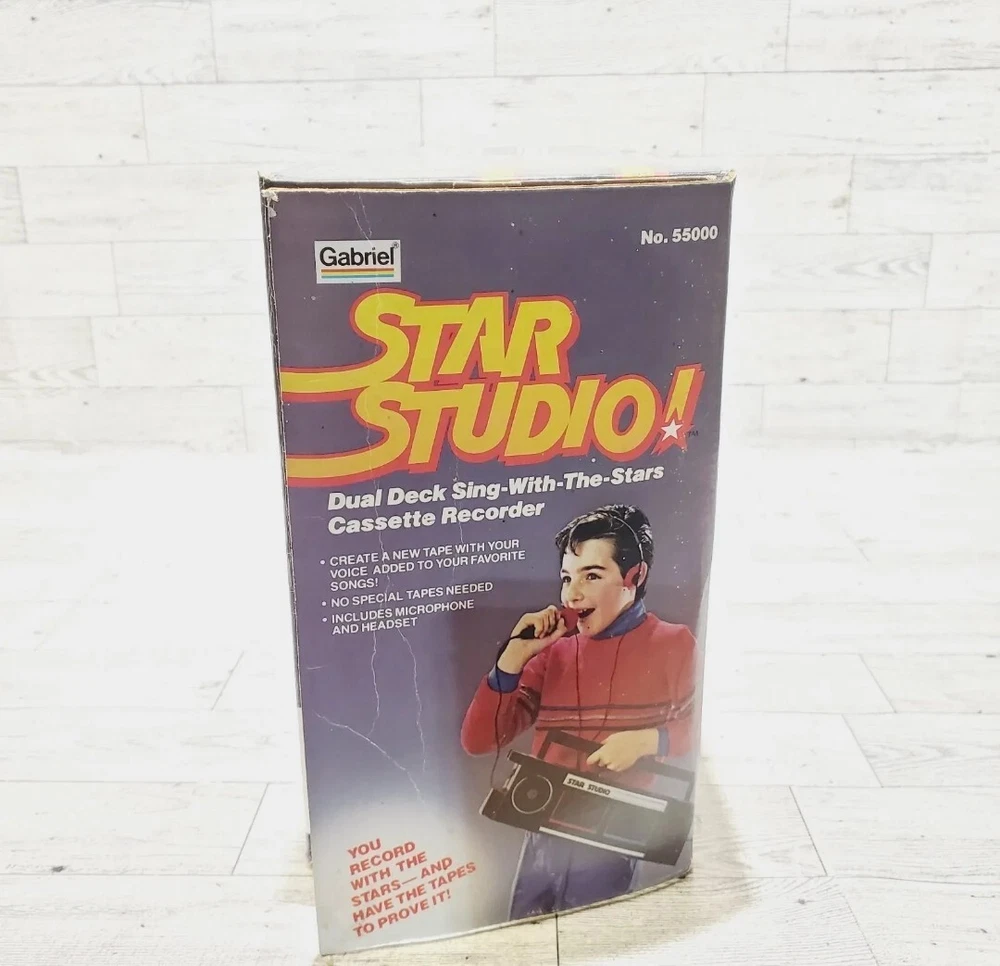 Gabriel®
No. 55000
STAR
STUDIO!™
Dual Deck Sing-With-The-Stars
Cassette Recorder
• CREATE A NEW TAPE WITH YOUR
VOICE ADDED TO YOUR FAVORITE
SONGS!
• NO SPECIAL TAPES NEEDED
• INCLUDES MICROPHONE
AND HEADSET
STAR STUDIO
YOU
RECORD
WITH THE
STARS—AND
HAVE THE TAPES
TO PROVE IT!